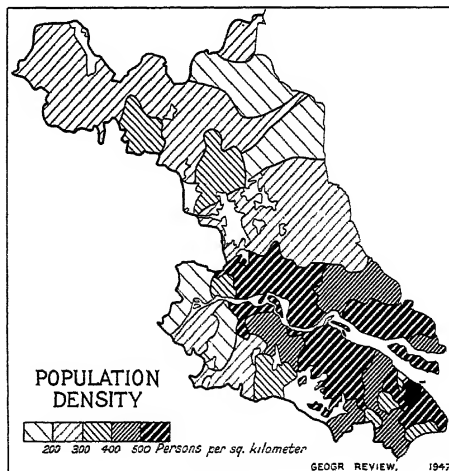 POPULATION
DENSITY
200 300 400 500 Persons per sq. kilometer
GEOGR REVIEW, 1947